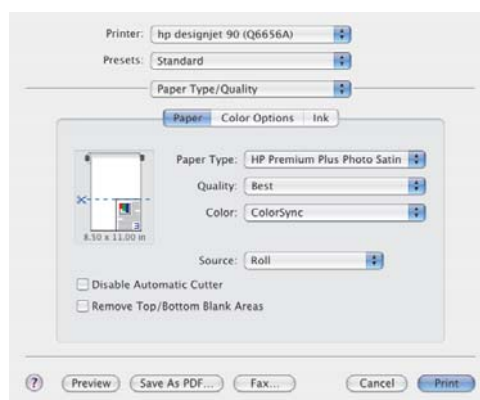 Printer: hp designjet 90 (Q6656A)
Presets: Standard
Paper Type/Quality
Paper Color Options Ink
Paper Type: HP Premium Plus Photo Satin
Quality: Best
Color: ColorSync
8.50 x 11.00 in
Source: Roll
Disable Automatic Cutter
Remove Top/Bottom Blank Areas
? Preview Save As PDF... Fax... Cancel Print